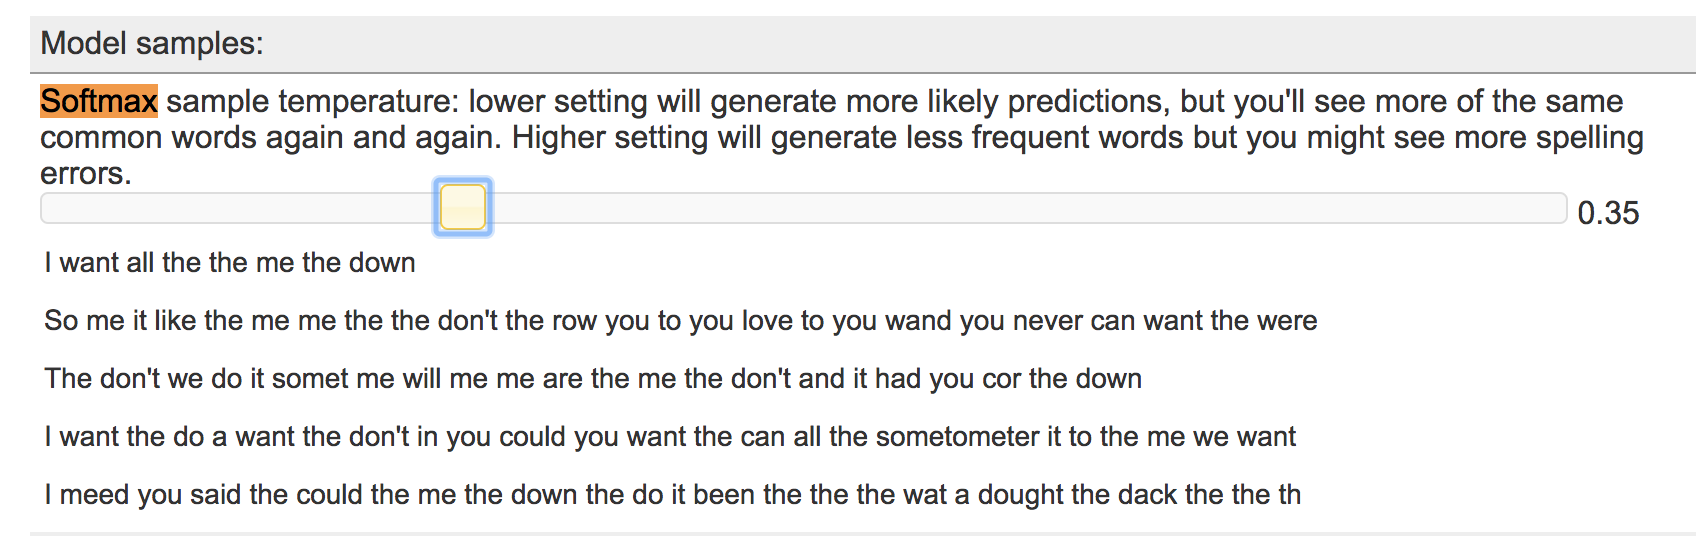 Model samples:
Softmax sample temperature: lower setting will generate more likely predictions, but you'll see more of the same
common words again and again. Higher setting will generate less frequent words but you might see more spelling
errors.
0.35
I want all the the me the down
So me it like the me me the the don't the row you to you love to you wand you never can want the were
The don't we do it somet me will me me are the me the don't and it had you cor the down
I want the do a want the don't in you could you want the can all the sometometer it to the me we want
I meed you said the could the me the down the do it been the the the wat a dought the dack the the th